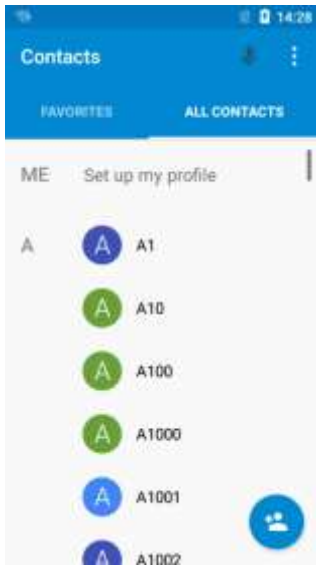 14:28
Contacts
FAVORITES ALL CONTACTS
ME Set up my profile
A A A1
A A10
A A100
A A1000
A A1001
A A1002